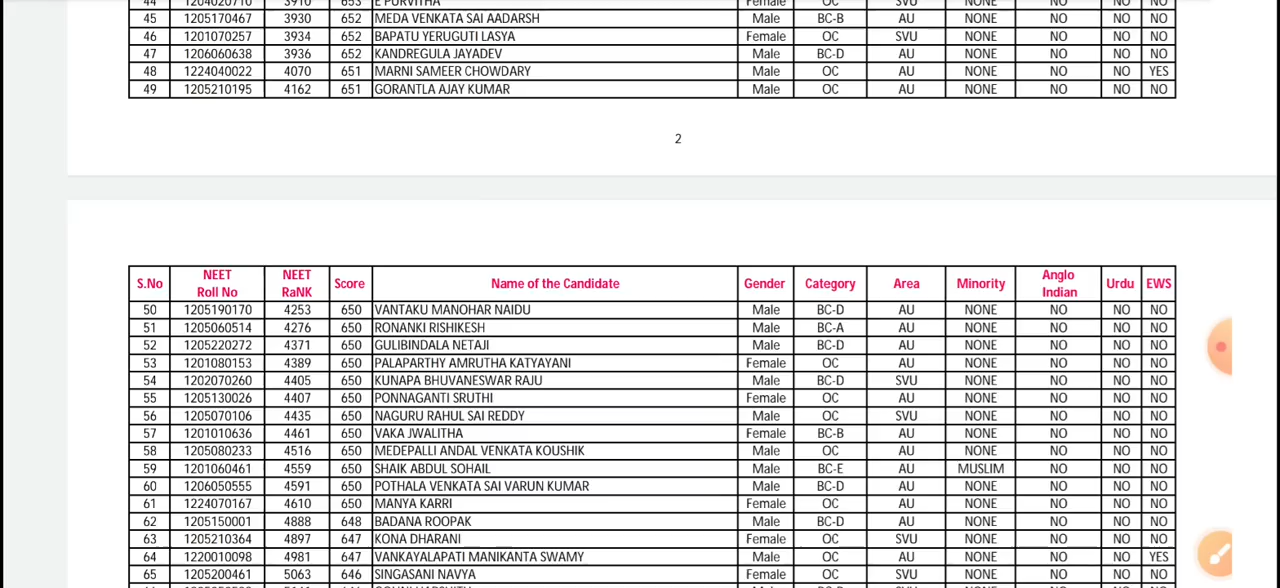 44 1204020710 3910 653 E PURVITHA Female OC SVU NONE NO NO NO
45 1205170467 3930 652 MEDA VENKATA SAI AADARSH Male BC-B AU NONE NO NO NO
46 1201070257 3934 652 BAPATU YERUGUTI LASYA Female OC SVU NONE NO NO NO
47 1206060638 3936 652 KANDREGULA JAYADEV Male BC-D AU NONE NO NO NO
48 1224040022 4070 651 MARNI SAMEER CHOWDARY Male OC AU NONE NO NO YES
49 1205210195 4162 651 GORANTLA AJAY KUMAR Male OC AU NONE NO NO NO
2
S.No NEET Roll No NEET RaNK Score Name of the Candidate Gender Category Area Minority Anglo Indian Urdu EWS
50 1205190170 4253 650 VANTAKU MANOHAR NAIDU Male BC-D AU NONE NO NO NO
51 1205060514 4276 650 RONANKI RISHIKESH Male BC-A AU NONE NO NO NO
52 1205220272 4371 650 GULIBINDALA NETAJI Male BC-D AU NONE NO NO NO
53 1201080153 4389 650 PALAPARTHY AMRUTHA KATYAYANI Female OC AU NONE NO NO NO
54 1202070260 4405 650 KUNAPA BHUVANESWAR RAJU Male BC-D SVU NONE NO NO NO
55 1205130026 4407 650 PONNAGANTI SRUTHI Female OC AU NONE NO NO NO
56 1205070106 4435 650 NAGURU RAHUL SAI REDDY Male OC SVU NONE NO NO NO
57 1201010636 4461 650 VAKA JWALITHA Female BC-B AU NONE NO NO NO
58 1205080233 4516 650 MEDEPALLI ANDAL VENKATA KOUSHIK Male OC AU NONE NO NO NO
59 1201060461 4559 650 SHAIK ABDUL SOHAIL Male BC-E AU MUSLIM NO NO NO
60 1206050555 4591 650 POTHALA VENKATA SAI VARUN KUMAR Male BC-D AU NONE NO NO NO
61 1224070167 4610 650 MANYA KARRI Female OC AU NONE NO NO NO
62 1205150001 4888 648 BADANA ROOPAK Male BC-D AU NONE NO NO NO
63 1205210364 4897 647 KONA DHARANI Female OC SVU NONE NO NO NO
64 1220010098 4981 647 VANKAYALAPATI MANIKANTA SWAMY Male OC AU NONE NO NO YES
65 1205200461 5063 646 SINGASANI NAVYA Female OC SVU NONE NO NO NO